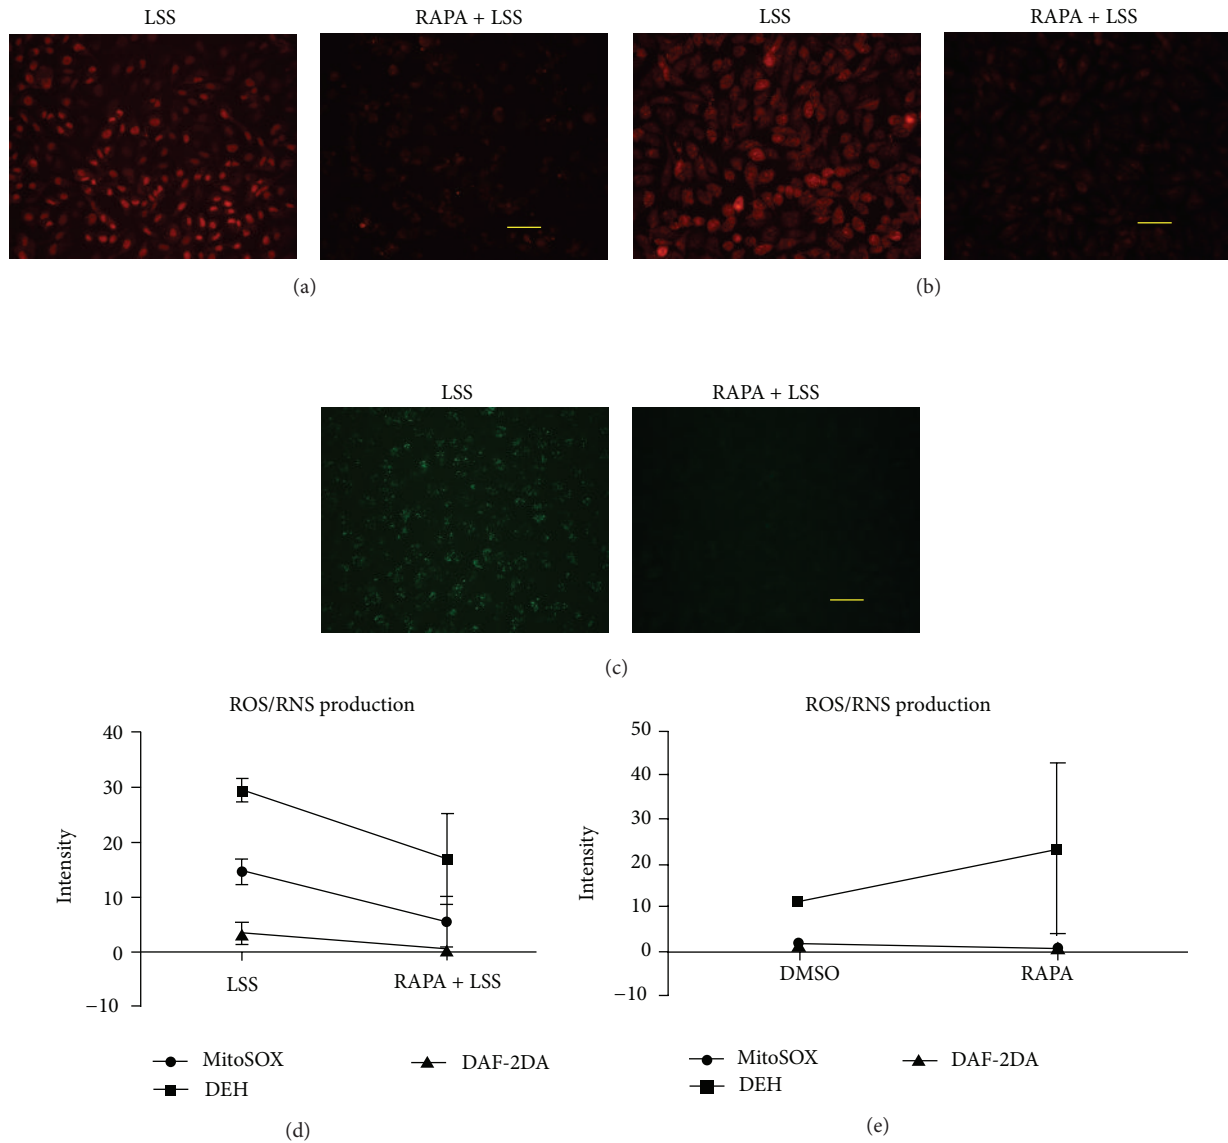 LSS
RAPA + LSS
LSS
RAPA + LSS
(a)
(b)
LSS
RAPA + LSS
(c)
ROS/RNS production
40
30
20
10
0
−10
Intensity
LSS
RAPA + LSS
MitoSOX
DAF-2DA
DEH
(d)
ROS/RNS production
50
40
30
20
10
0
−10
Intensity
DMSO
RAPA
MitoSOX
DAF-2DA
DEH
(e)